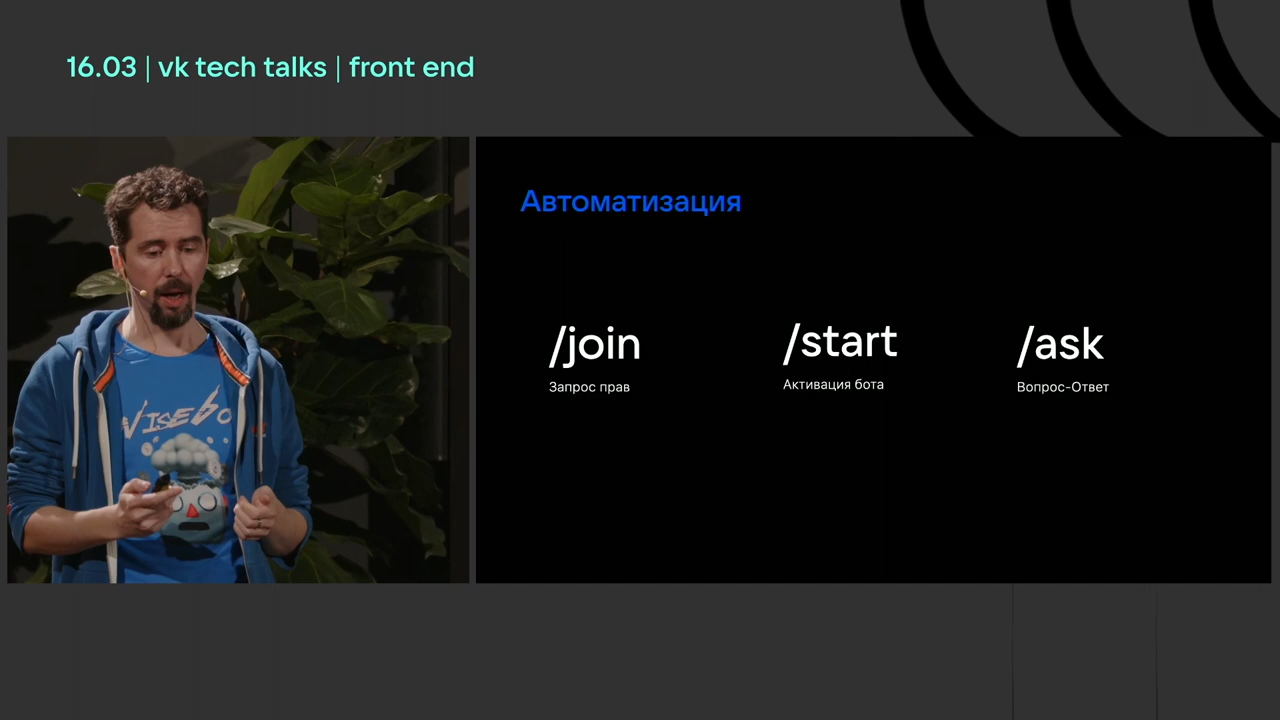 16.03 | vk tech talks | front end
Автоматизация
/join
Запрос прав
/start
Активация бота
/ask
Вопрос-Ответ